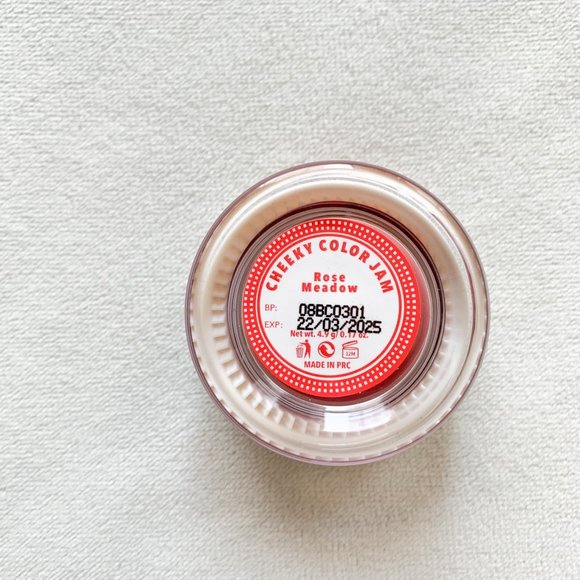 CHEEKY COLOR JAM
Rose
Meadow
BP: 08BC0301
EXP: 22/03/2025
Net wt. 4.9 g/ 0.17 oz.
12M
MADE IN PRC